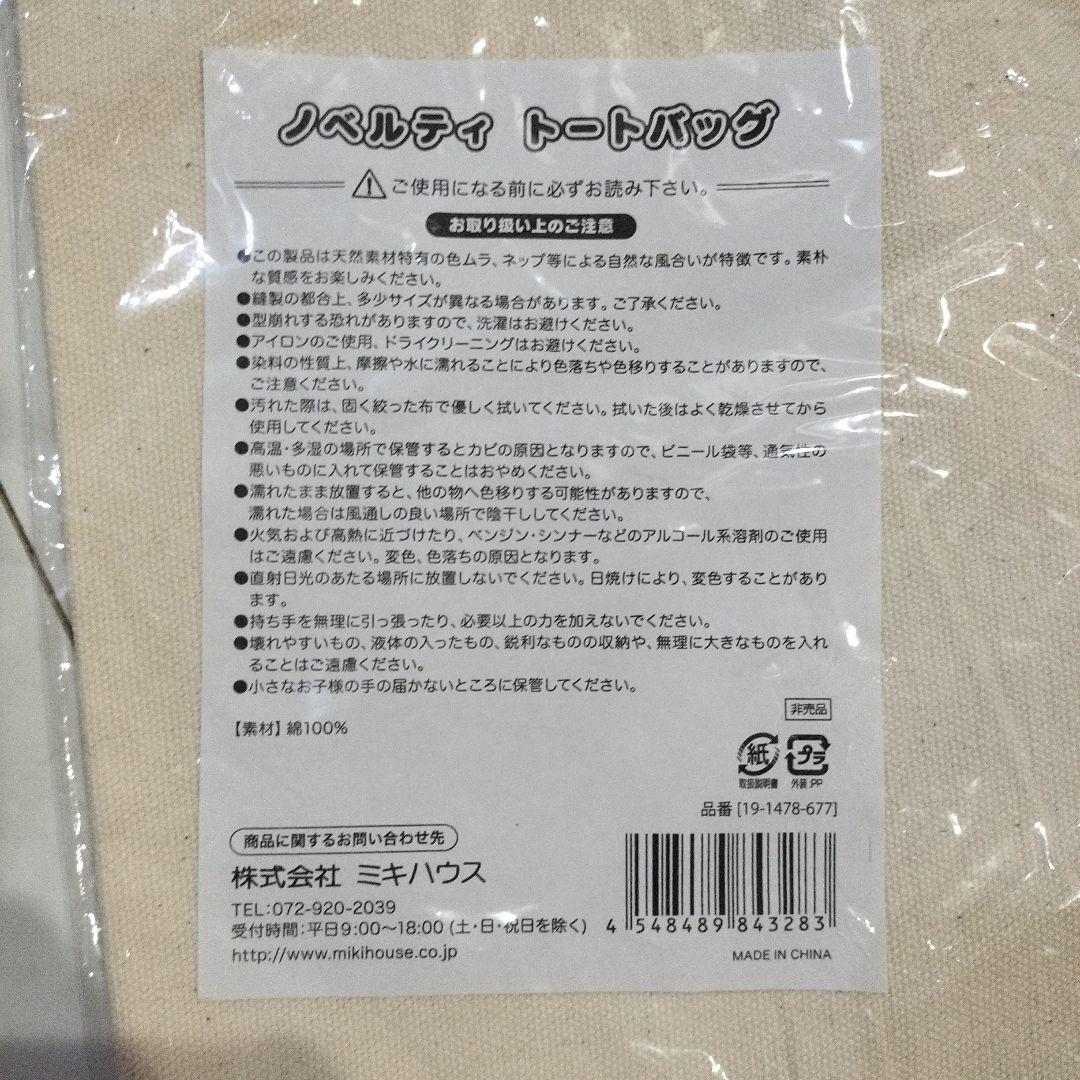 ノベルティ トートバッグ
ご使用になる前に必ずお読み下さい。
お取り扱い上のご注意
●この製品は天然素材特有の色ムラ、ネップ等による自然な風合いが特徴です。素朴
な質感をお楽しみください。
●縫製の都合上、多少サイズが異なる場合があります。ご了承ください。
●型崩れする恐れがありますので、洗濯はお避けください。
●アイロンのご使用、ドライクリーニングはお避けください。
●染料の性質上、摩擦や水に濡れることにより色落ちや色移りすることがありますので、
ご注意ください。
●汚れた際は、固く絞った布で優しく拭いてください。拭いた後はよく乾燥させてから
使用してください。
●高温・多湿の場所で保管するとカビの原因となりますので、ビニール袋等、通気性の
悪いものに入れて保管することはおやめください。
●濡れたまま放置すると、他の物へ色移りする可能性がありますので、
濡れた場合は風通しの良い場所で陰干ししてください。
●火気および高熱に近づけたり、ベンジン・シンナーなどのアルコール系溶剤のご使用
はご遠慮ください。変色、色落ちの原因となります。
●直射日光のあたる場所に放置しないでください。日焼けにより、変色することがあり
ます。
●持ち手を無理に引っ張ったり、必要以上の力を加えないでください。
●壊れやすいもの、液体の入ったもの、鋭利なものの収納や、無理に大きなものを入れ
ることはご遠慮ください。
●小さなお子様の手の届かないところに保管してください。
非売品
【素材】綿100%
紙 プラ
取扱説明書 外装:PP
品番 [19-1478-677]
商品に関するお問い合わせ先
株式会社 ミキハウス
TEL:072-920-2039
受付時間:平日9:00〜18:00 (土・日・祝日を除く)
http://www.mikihouse.co.jp
4 548489 843283
MADE IN CHINA